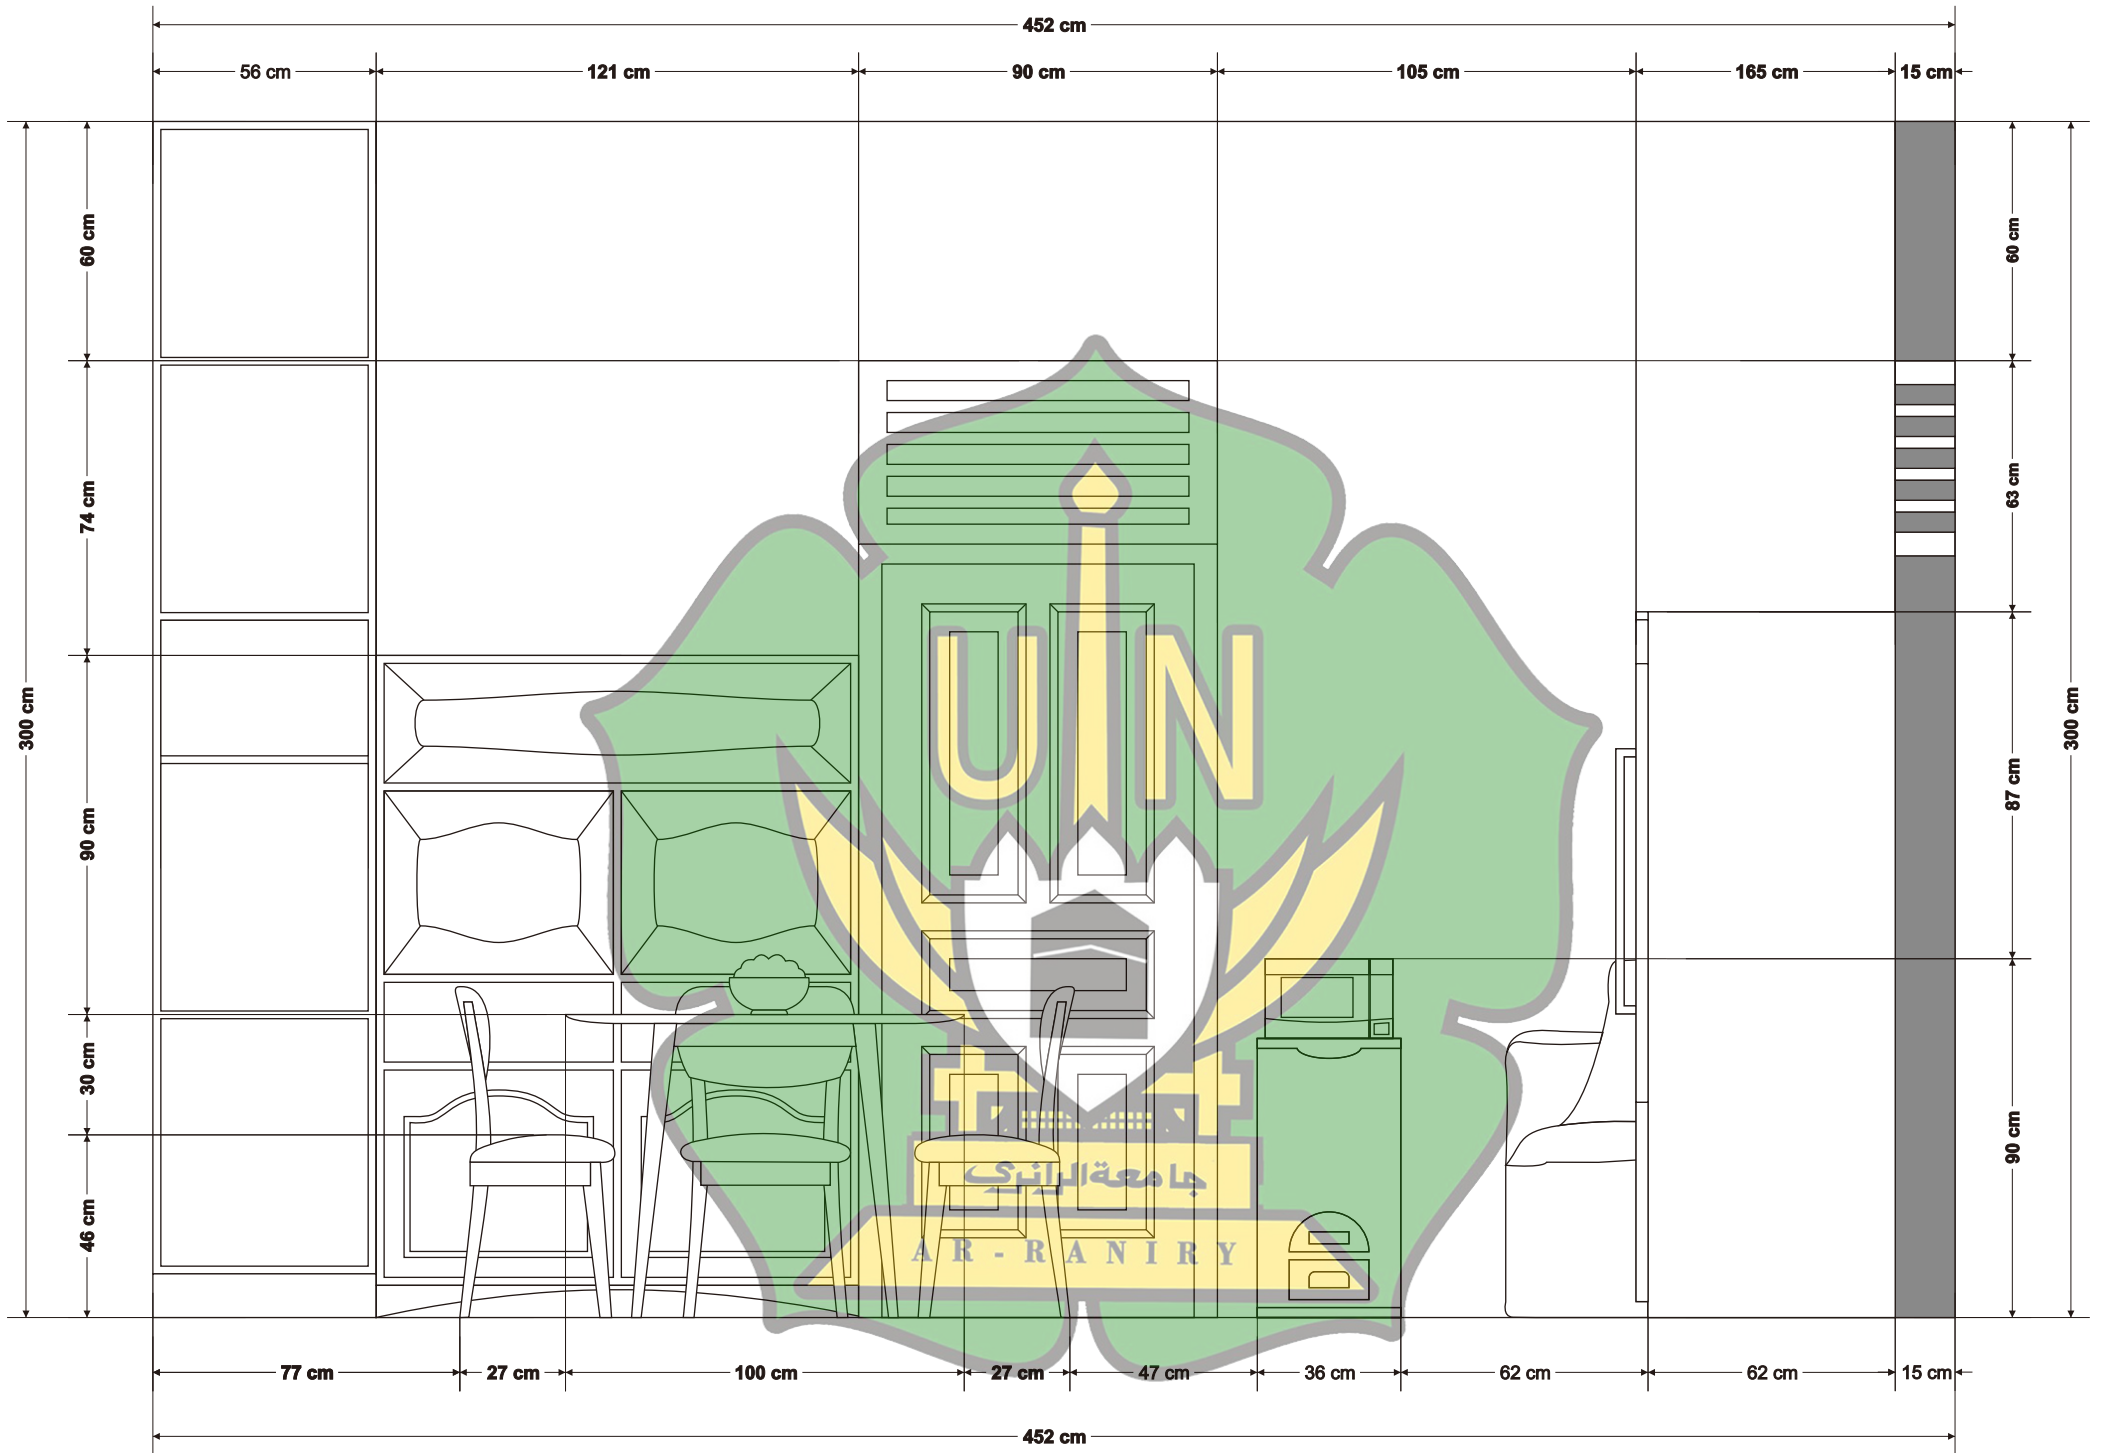 452 cm
56 cm
121 cm
90 cm
105 cm
165 cm
15 cm
60 cm
74 cm
90 cm
30 cm
46 cm
300 cm
60 cm
63 cm
87 cm
90 cm
300 cm
UIN
جامعةالرانري
AR-RANIRY
77 cm
27 cm
100 cm
27 cm
47 cm
36 cm
62 cm
62 cm
15 cm
452 cm